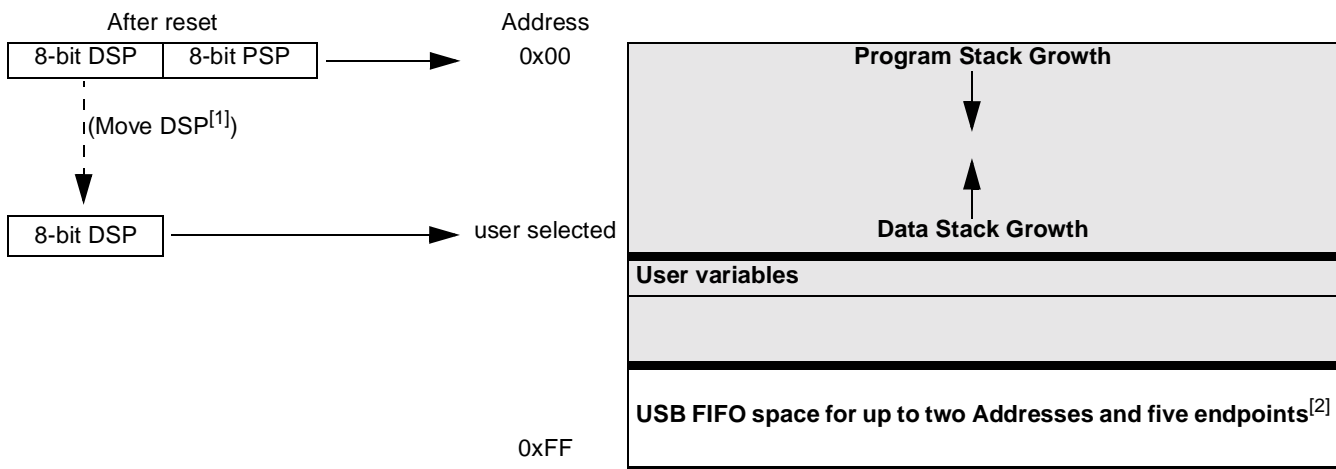 After reset
Address
8-bit DSP
8-bit PSP
0x00
Program Stack Growth
(Move DSP[1])
8-bit DSP
user selected
Data Stack Growth
User variables
USB FIFO space for up to two Addresses and five endpoints[2]
0xFF